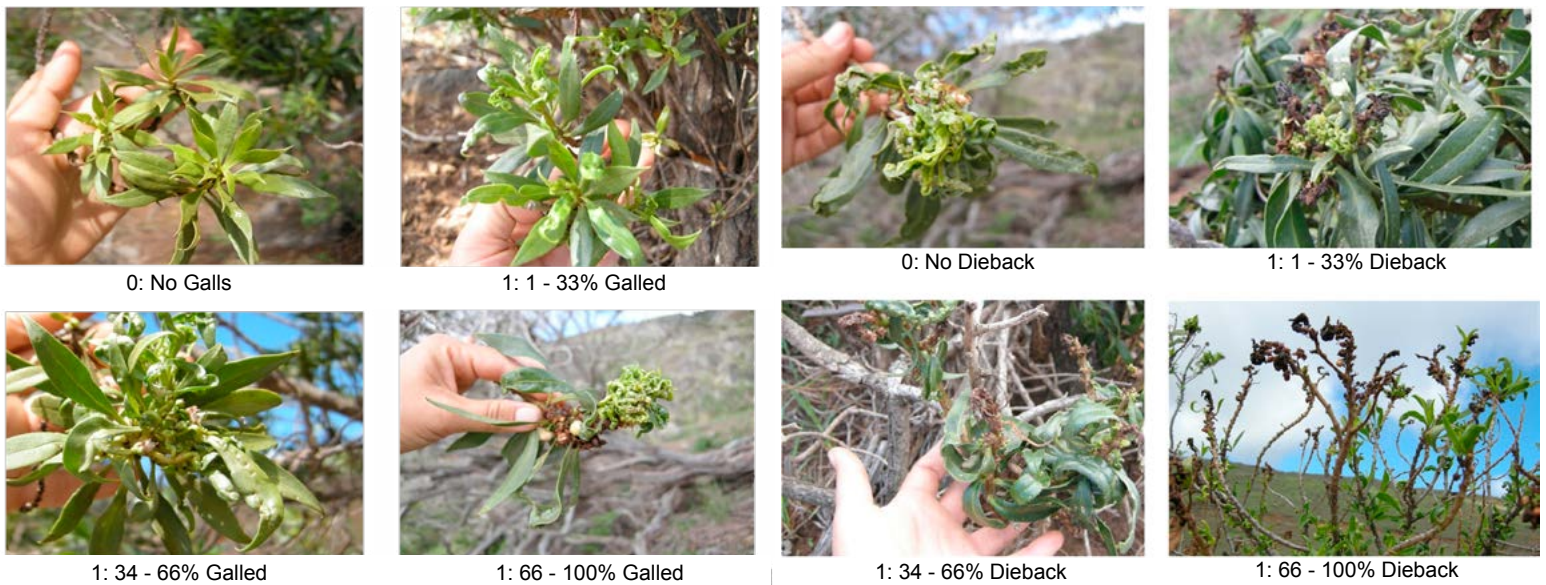 0: No Galls
1: 1 - 33% Galled
0: No Dieback
1: 1 - 33% Dieback
1: 34 - 66% Galled
1: 66 - 100% Galled
1: 34 - 66% Dieback
1: 66 - 100% Dieback